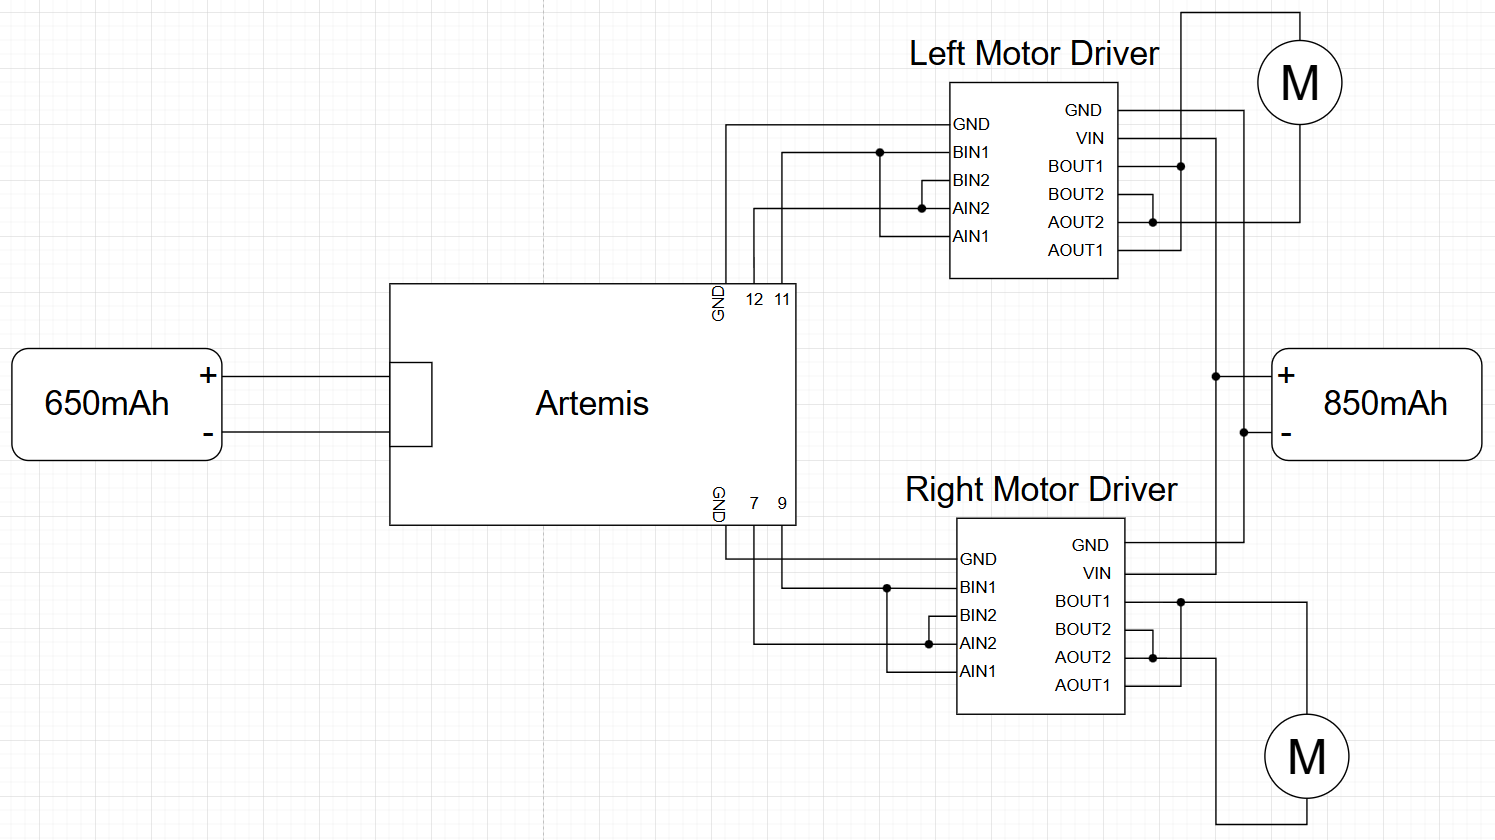 Left Motor Driver
M
GND
BIN1
BIN2
AIN2
AIN1
GND
VIN
BOUT1
BOUT2
AOUT2
AOUT1
GND
12
11
650mAh
+
-
Artemis
+
-
850mAh
GND
7
9
Right Motor Driver
GND
BIN1
BIN2
AIN2
AIN1
GND
VIN
BOUT1
BOUT2
AOUT2
AOUT1
M